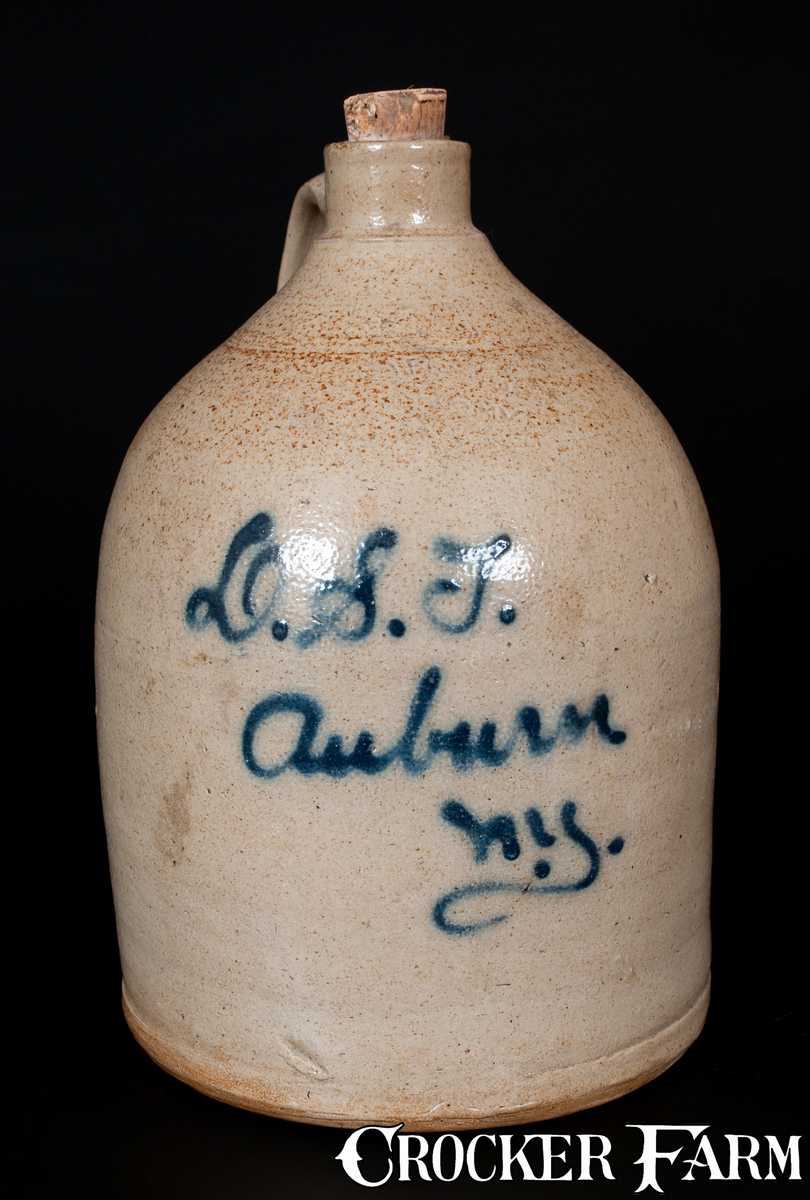 D. S. T.
Auburn
N.Y.
CROCKER FARM